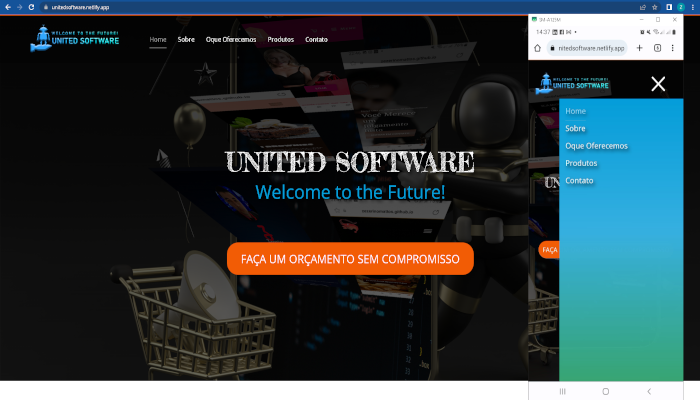 unitedsoftware.netlify.app
WELCOME TO THE FUTURE!
UNITED SOFTWARE
Home
Sobre
Oque Oferecemos
Produtos
Contato
UNITED SOFTWARE
Welcome to the Future!
FAÇA UM ORÇAMENTO SEM COMPROMISSO
SM-A125M
14:37
nitedsoftware.netlify.app
WELCOME TO THE FUTURE!
UNITED SOFTWARE
Home
Sobre
Oque Oferecemos
Produtos
Contato
UN
FAÇA